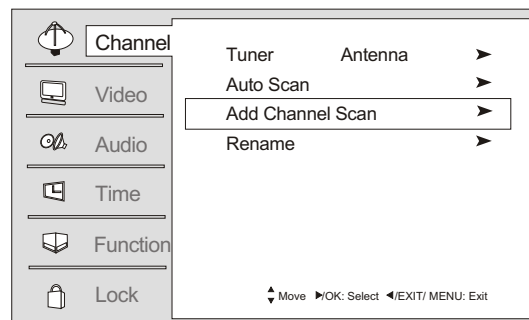 Channel
Video
Audio
Time
Function
Lock
Tuner Antenna
Auto Scan
Add Channel Scan
Rename
Move /OK: Select /EXIT/ MENU: Exit